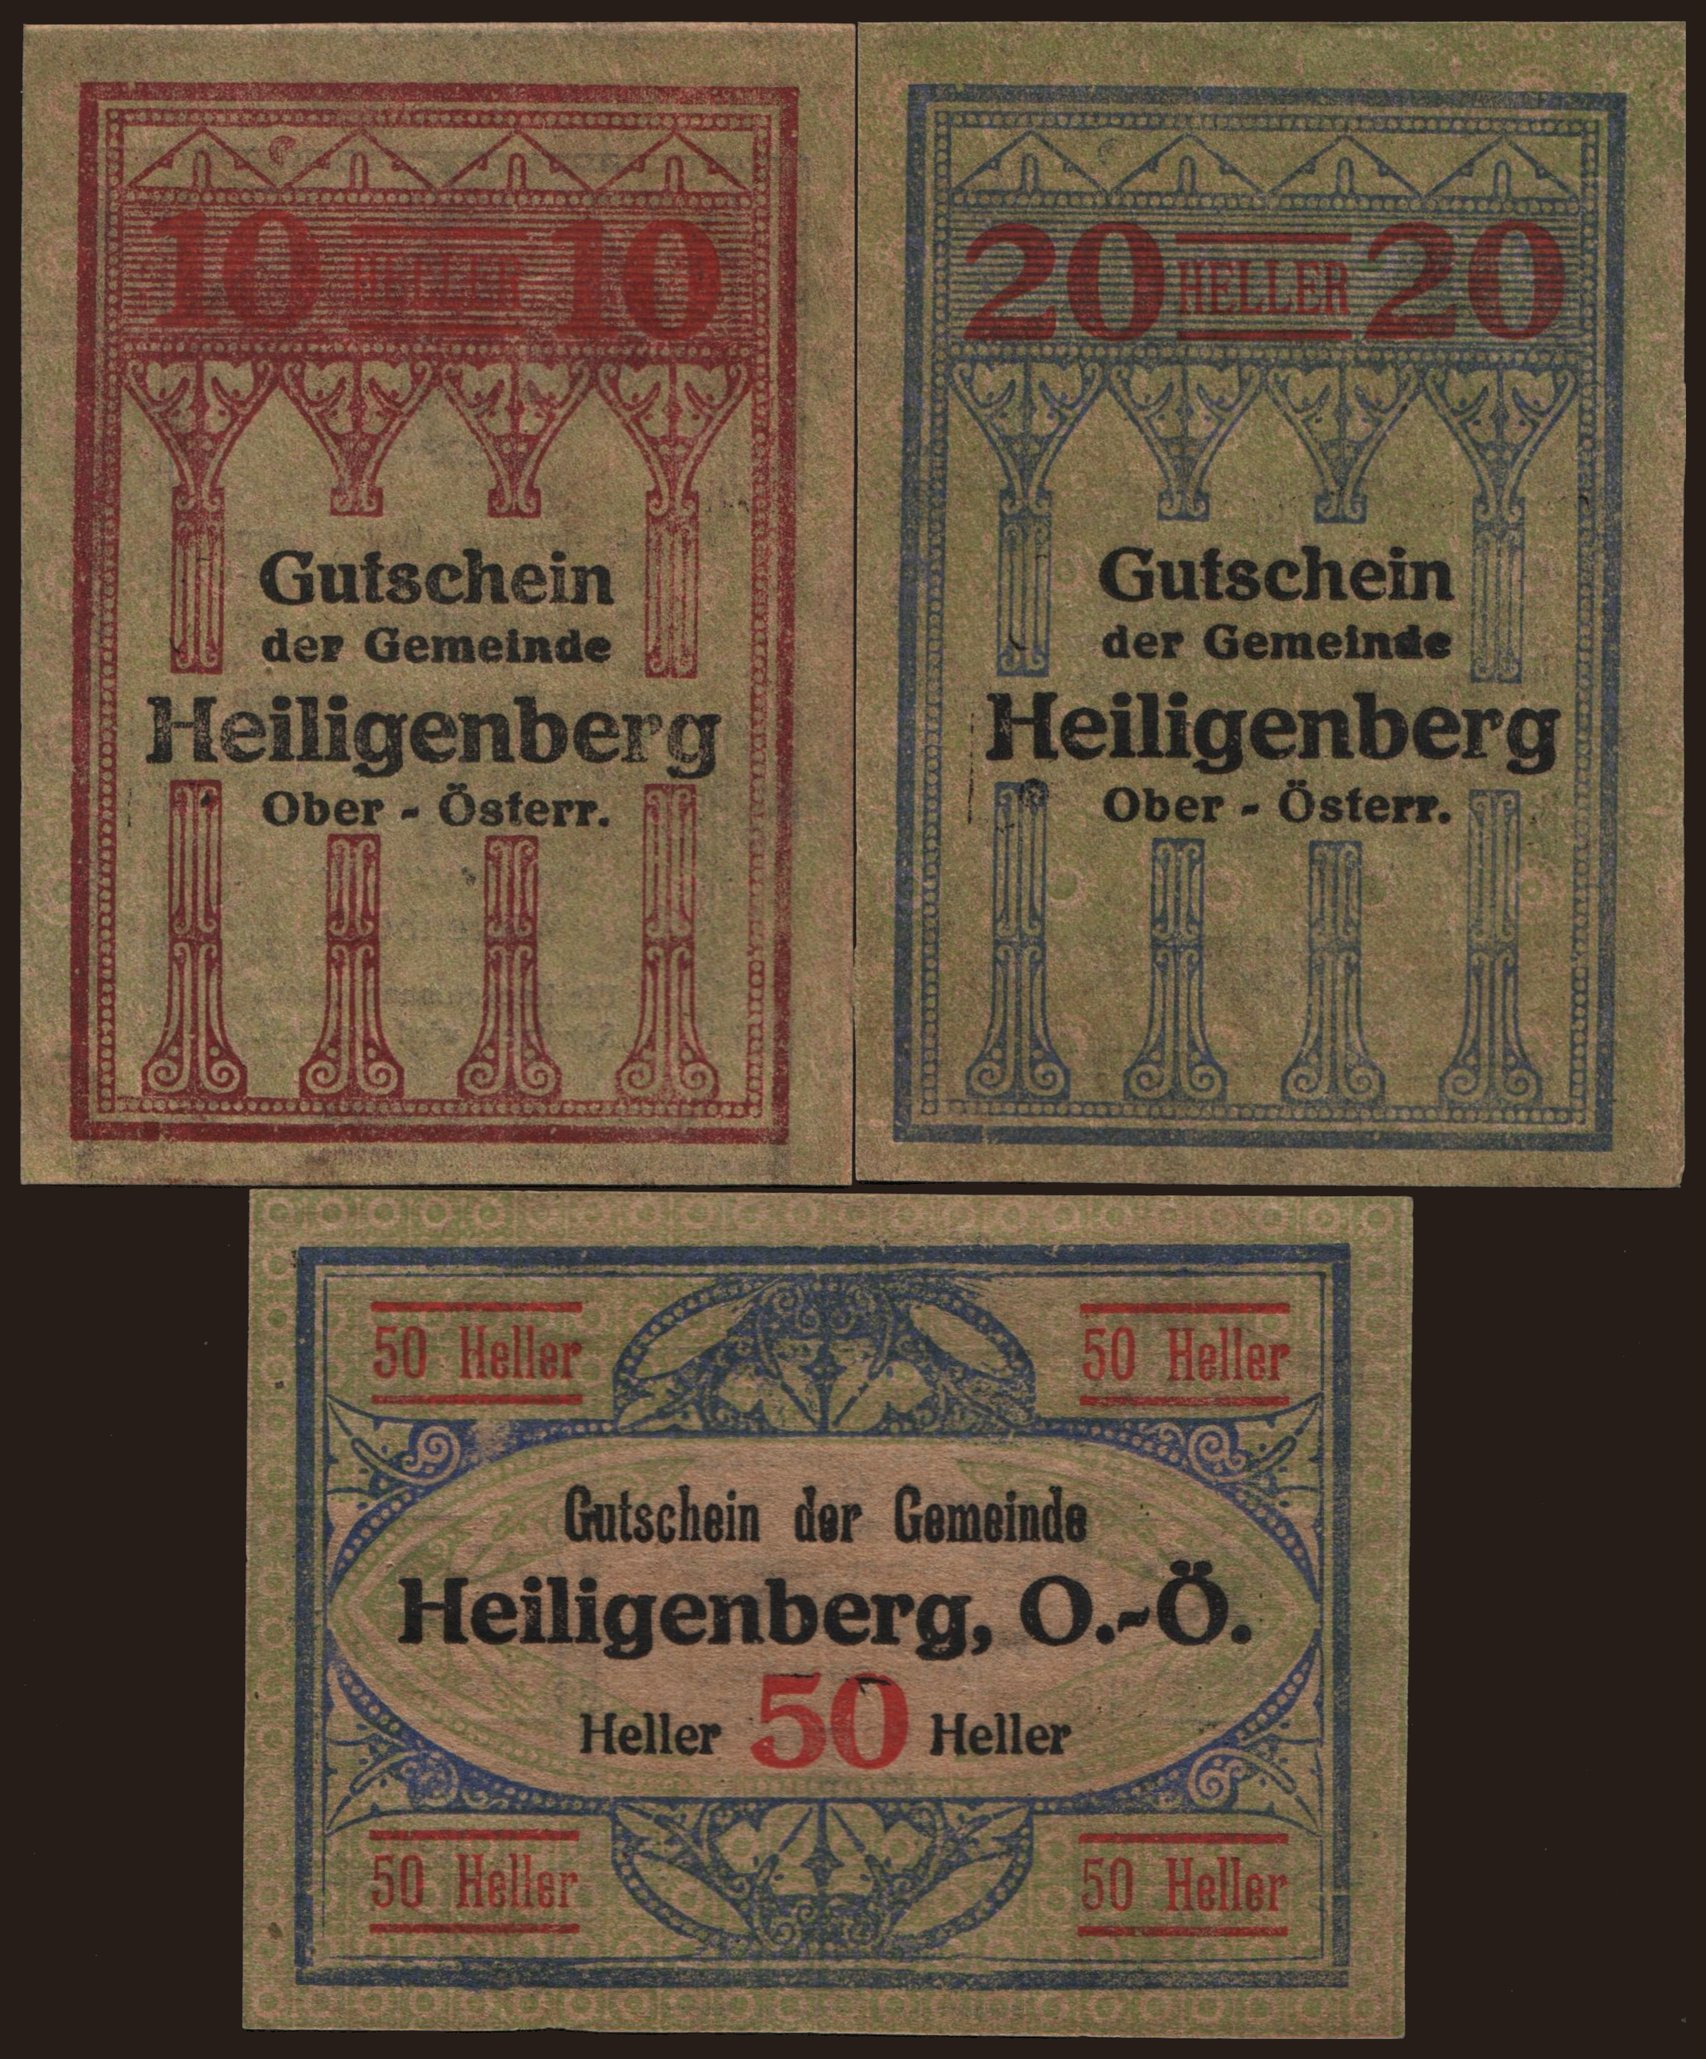 10 HELLER 10
Gutschein
der Gemeinde
Heiligenberg
Ober - Österr.
20 HELLER 20
Gutschein
der Gemeinde
Heiligenberg
Ober - Österr.
50 Heller
50 Heller
Gutschein der Gemeinde
Heiligenberg, O.-Ö.
Heller 50 Heller
50 Heller
50 Heller